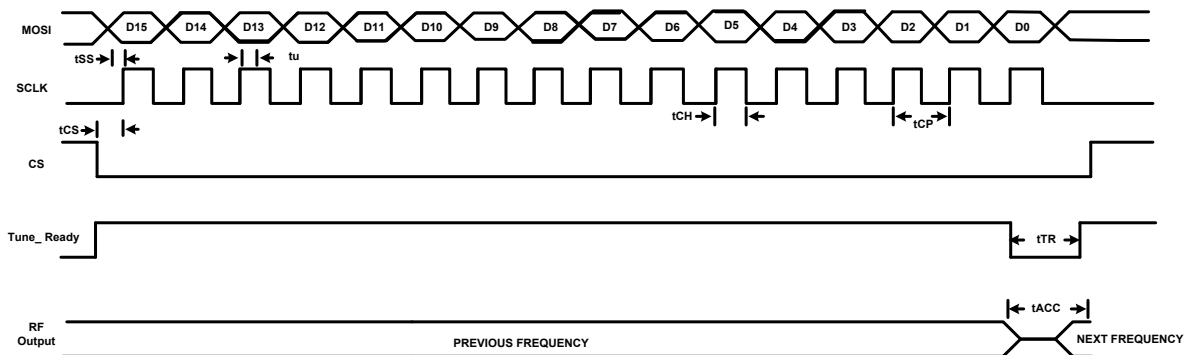 MOSI D15 D14 D13 D12 D11 D10 D9 D8 D7 D6 D5 D4 D3 D2 D1 D0
tSS tu
SCLK
tCH tCP
tCS
CS
Tune_ Ready tTR
tACC
RF
Output
PREVIOUS FREQUENCY NEXT FREQUENCY